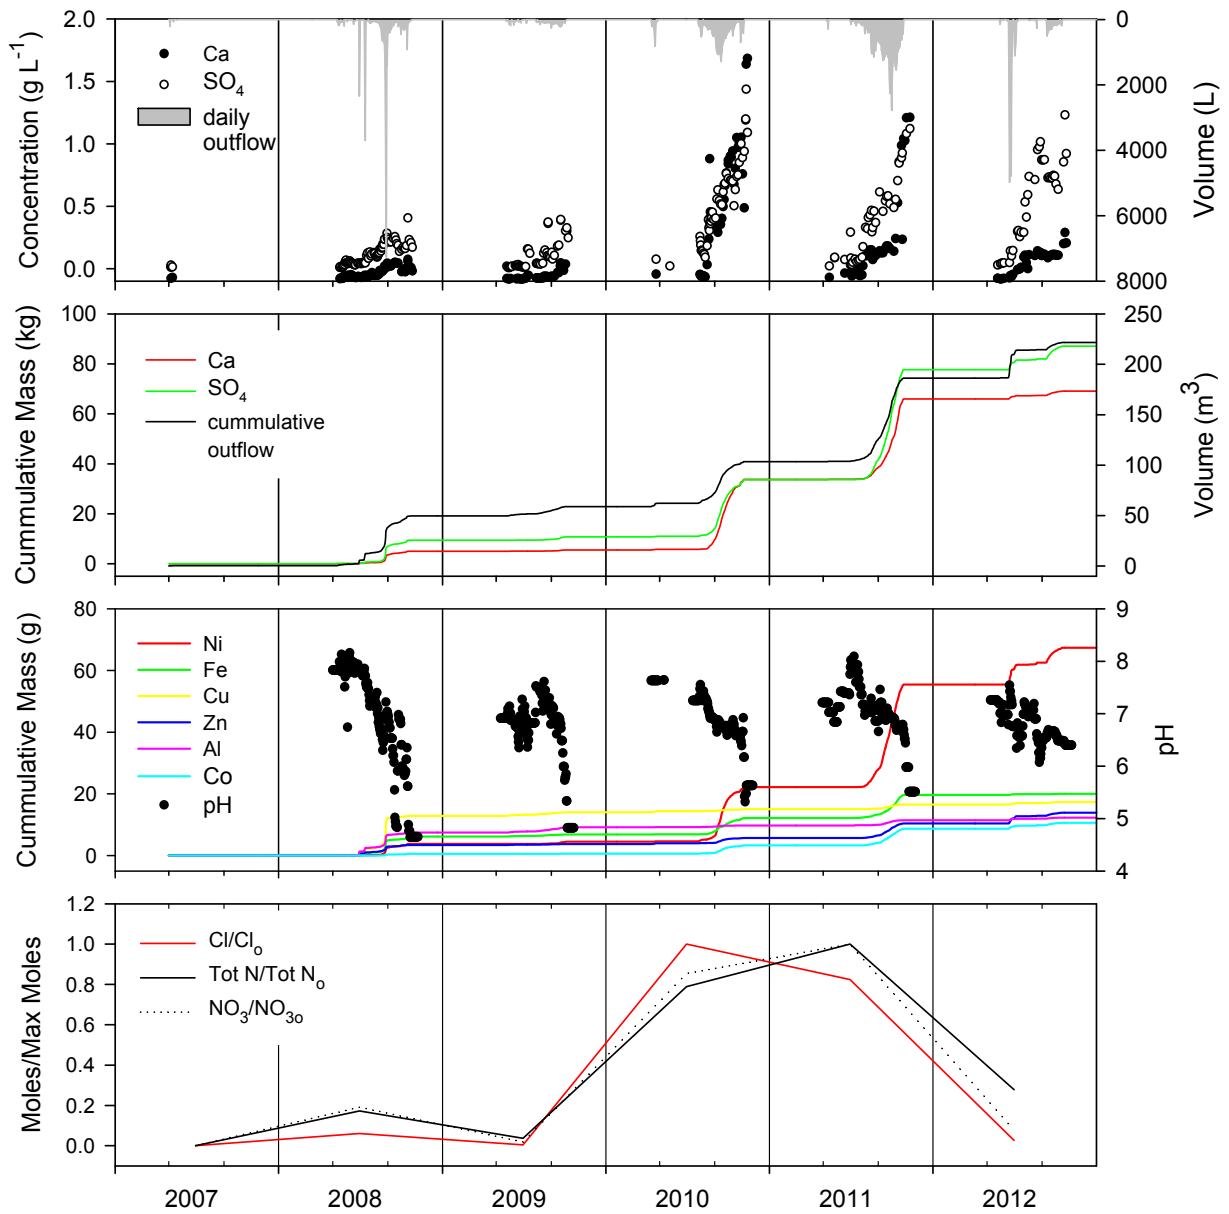 Concentration (g L⁻¹)
2.0
1.5
1.0
0.5
0.0
Ca
SO₄
daily
outflow
0
2000
4000
6000
8000
Volume (L)
Cummulative Mass (kg)
100
80
60
40
20
0
Ca
SO₄
cummulative
outflow
250
200
150
100
50
0
Volume (m³)
Cummulative Mass (g)
80
60
40
20
0
Ni
Fe
Cu
Zn
Al
Co
pH
9
8
7
6
5
4
pH
Moles/Max Moles
1.2
1.0
0.8
0.6
0.4
0.2
0.0
Cl/Clₒ
Tot N/Tot Nₒ
NO₃/NO₃ₒ
2007 2008 2009 2010 2011 2012